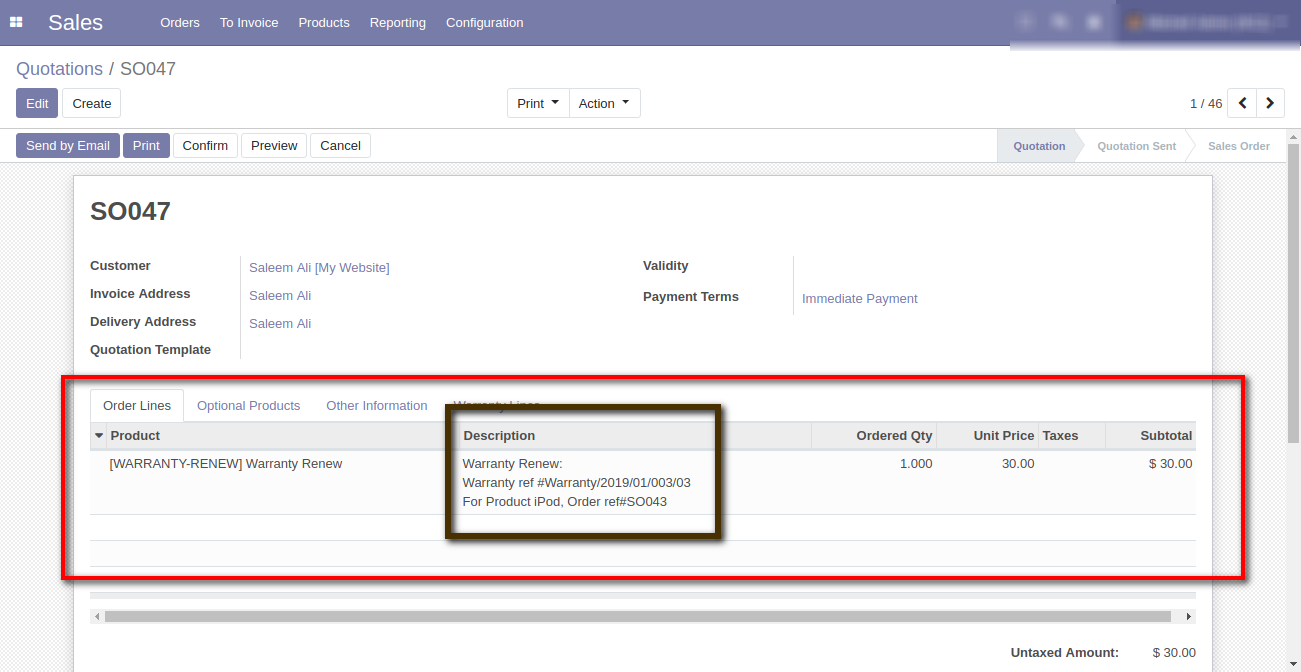 Sales Orders To Invoice Products Reporting Configuration
Quotations / SO047
Edit Create Print Action 1 / 46
Send by Email Print Confirm Preview Cancel Quotation Quotation Sent Sales Order
SO047
Customer Saleem Ali [My Website] Validity
Invoice Address Saleem Ali Payment Terms Immediate Payment
Delivery Address Saleem Ali
Quotation Template
Order Lines Optional Products Other Information Warranty Lines
Product Description Ordered Qty Unit Price Taxes Subtotal
[WARRANTY-RENEW] Warranty Renew Warranty Renew: 1.000 30.00 $ 30.00
Warranty ref #Warranty/2019/01/003/03
For Product iPod, Order ref#SO043
Untaxed Amount: $ 30.00